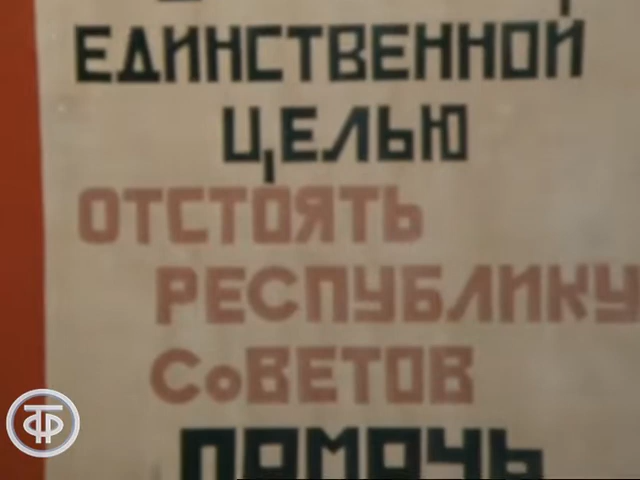 ЕДИНСТВЕННОЙ
ЦЕЛЬЮ
ОТСТОЯТЬ
РЕСПУБЛИКУ
СоВЕТОВ
ПОМОЧЬ